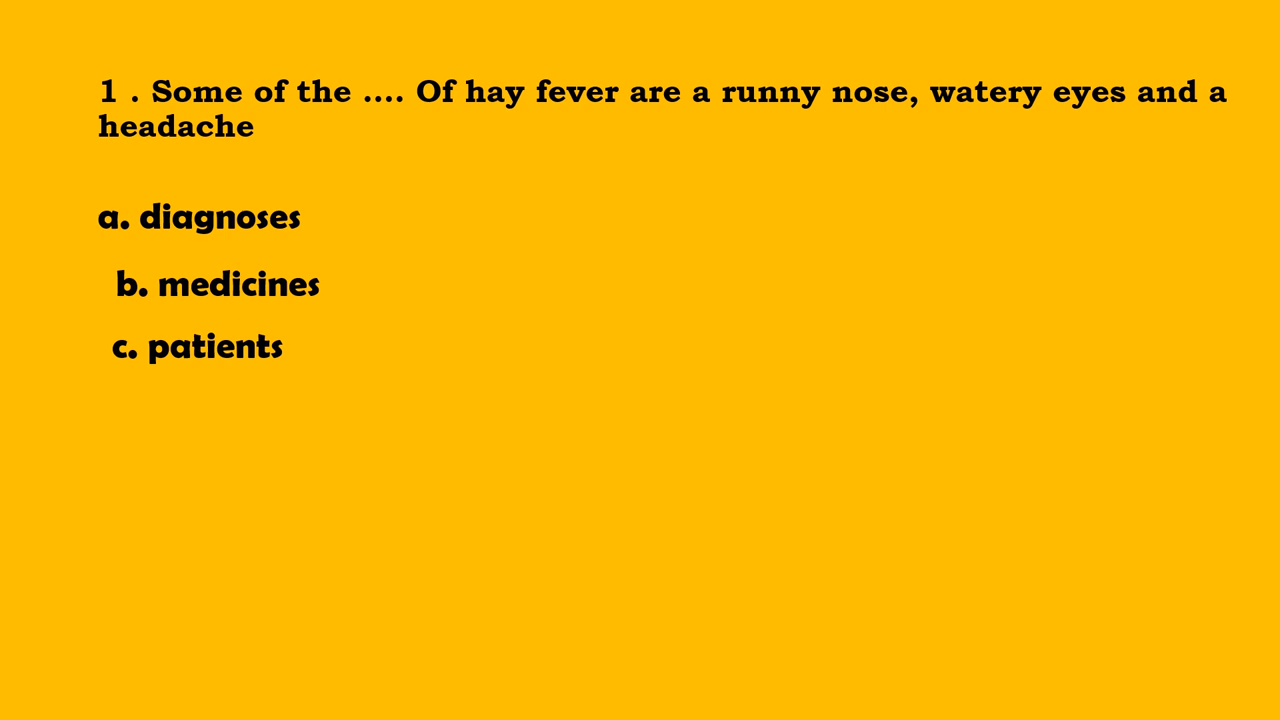 1 . Some of the .... Of hay fever are a runny nose, watery eyes and a
headache
a. diagnoses
b. medicines
c. patients